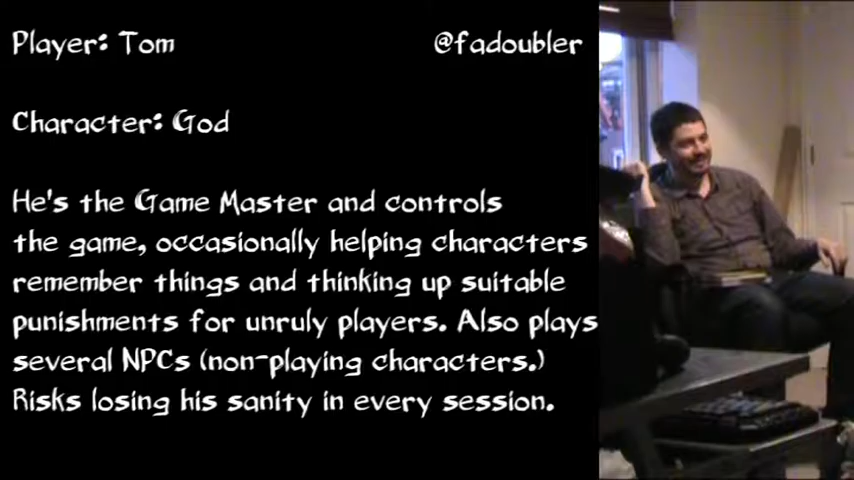 Player: Tom @fadoubler
Character: God
He's the Game Master and controls
the game, occasionally helping characters
remember things and thinking up suitable
punishments for unruly players. Also plays
several NPCs (non-playing characters.)
Risks losing his sanity in every session.